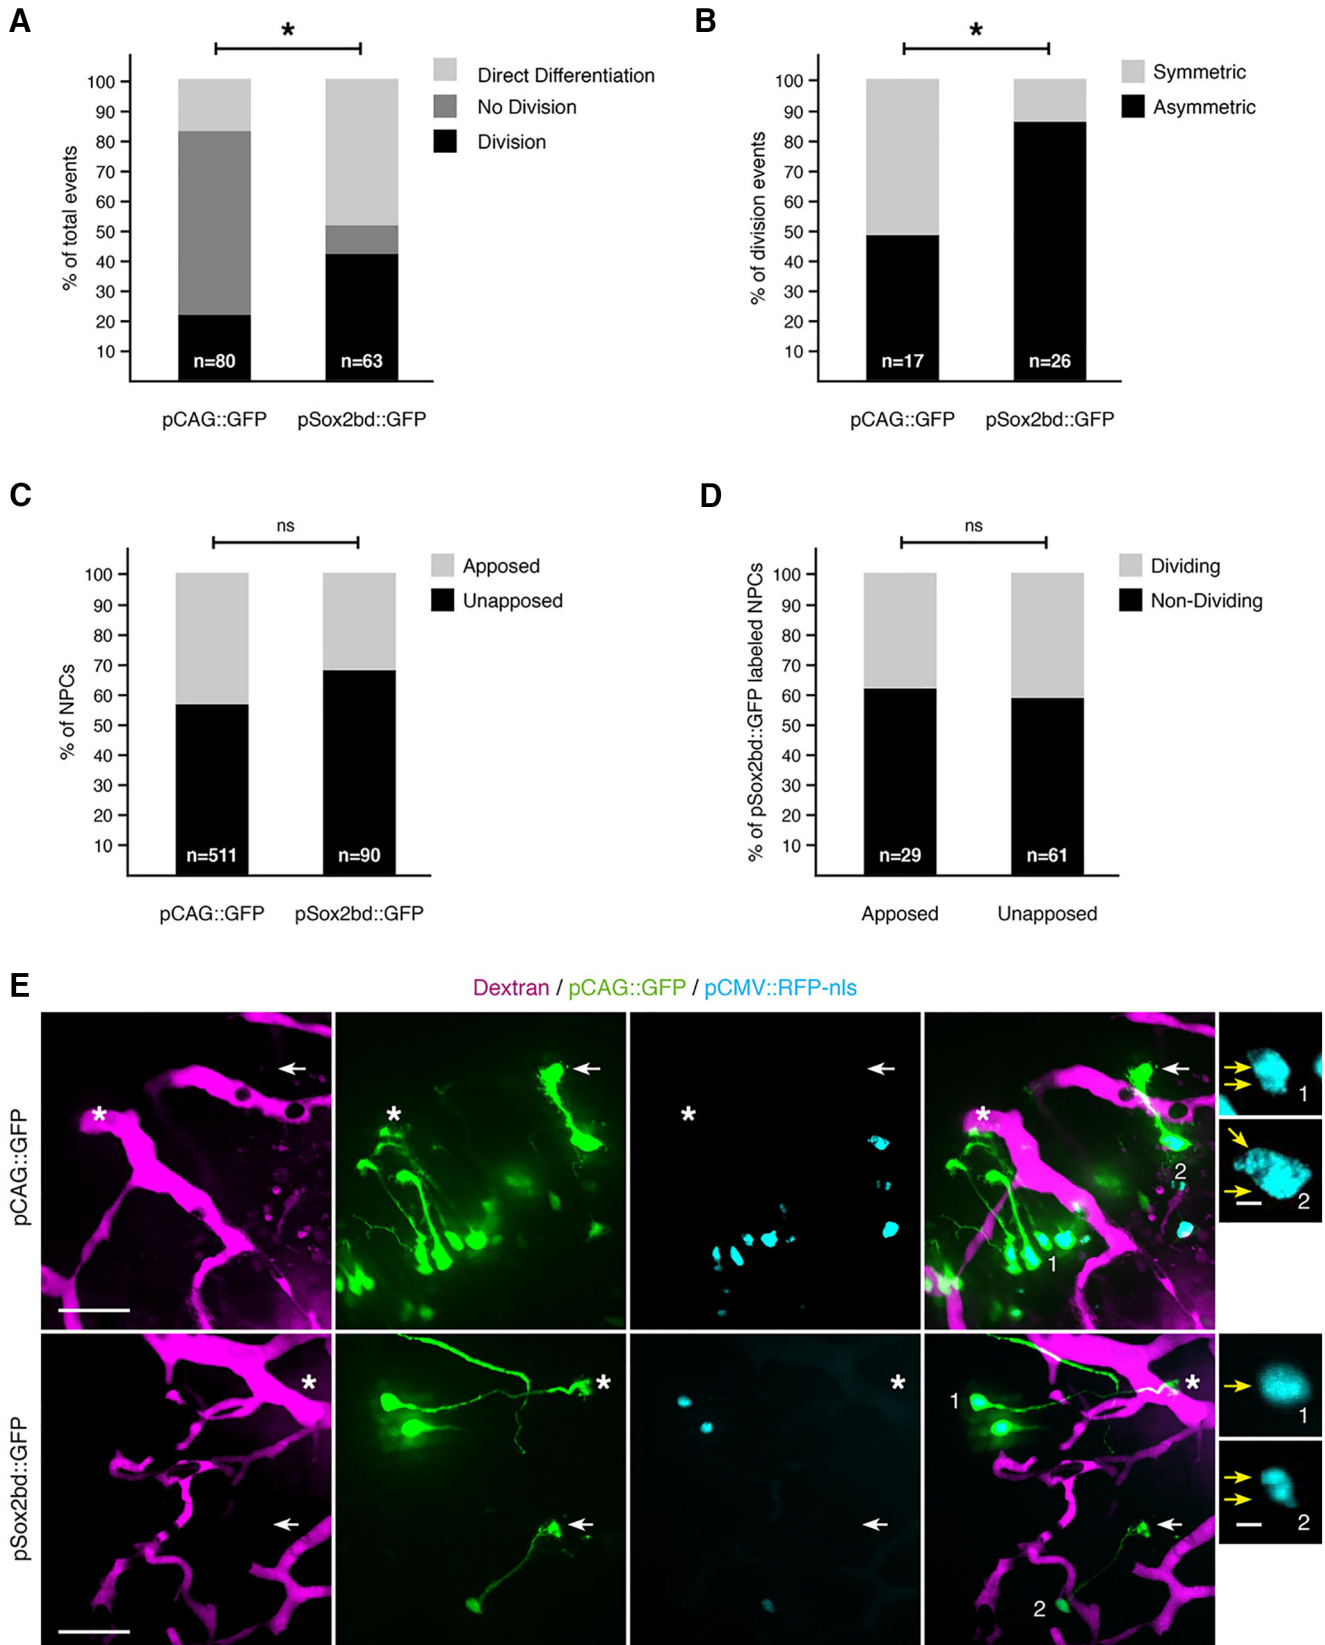 A
*
100
90
80
70
60
50
40
30
20
10
% of total events
n=80
n=63
pCAG::GFP
pSox2bd::GFP
Direct Differentiation
No Division
Division
B
*
100
90
80
70
60
50
40
30
20
10
% of division events
n=17
n=26
pCAG::GFP
pSox2bd::GFP
Symmetric
Asymmetric
C
ns
100
90
80
70
60
50
40
30
20
10
% of NPCs
n=511
n=90
pCAG::GFP
pSox2bd::GFP
Apposed
Unapposed
D
ns
100
90
80
70
60
50
40
30
20
10
% of pSox2bd::GFP labeled NPCs
n=29
n=61
Apposed
Unapposed
Dividing
Non-Dividing
E
Dextran / pCAG::GFP / pCMV::RFP-nls
pCAG::GFP
*
*
*
*
2
1
1
2
pSox2bd::GFP
*
*
*
*
1
2
1
2